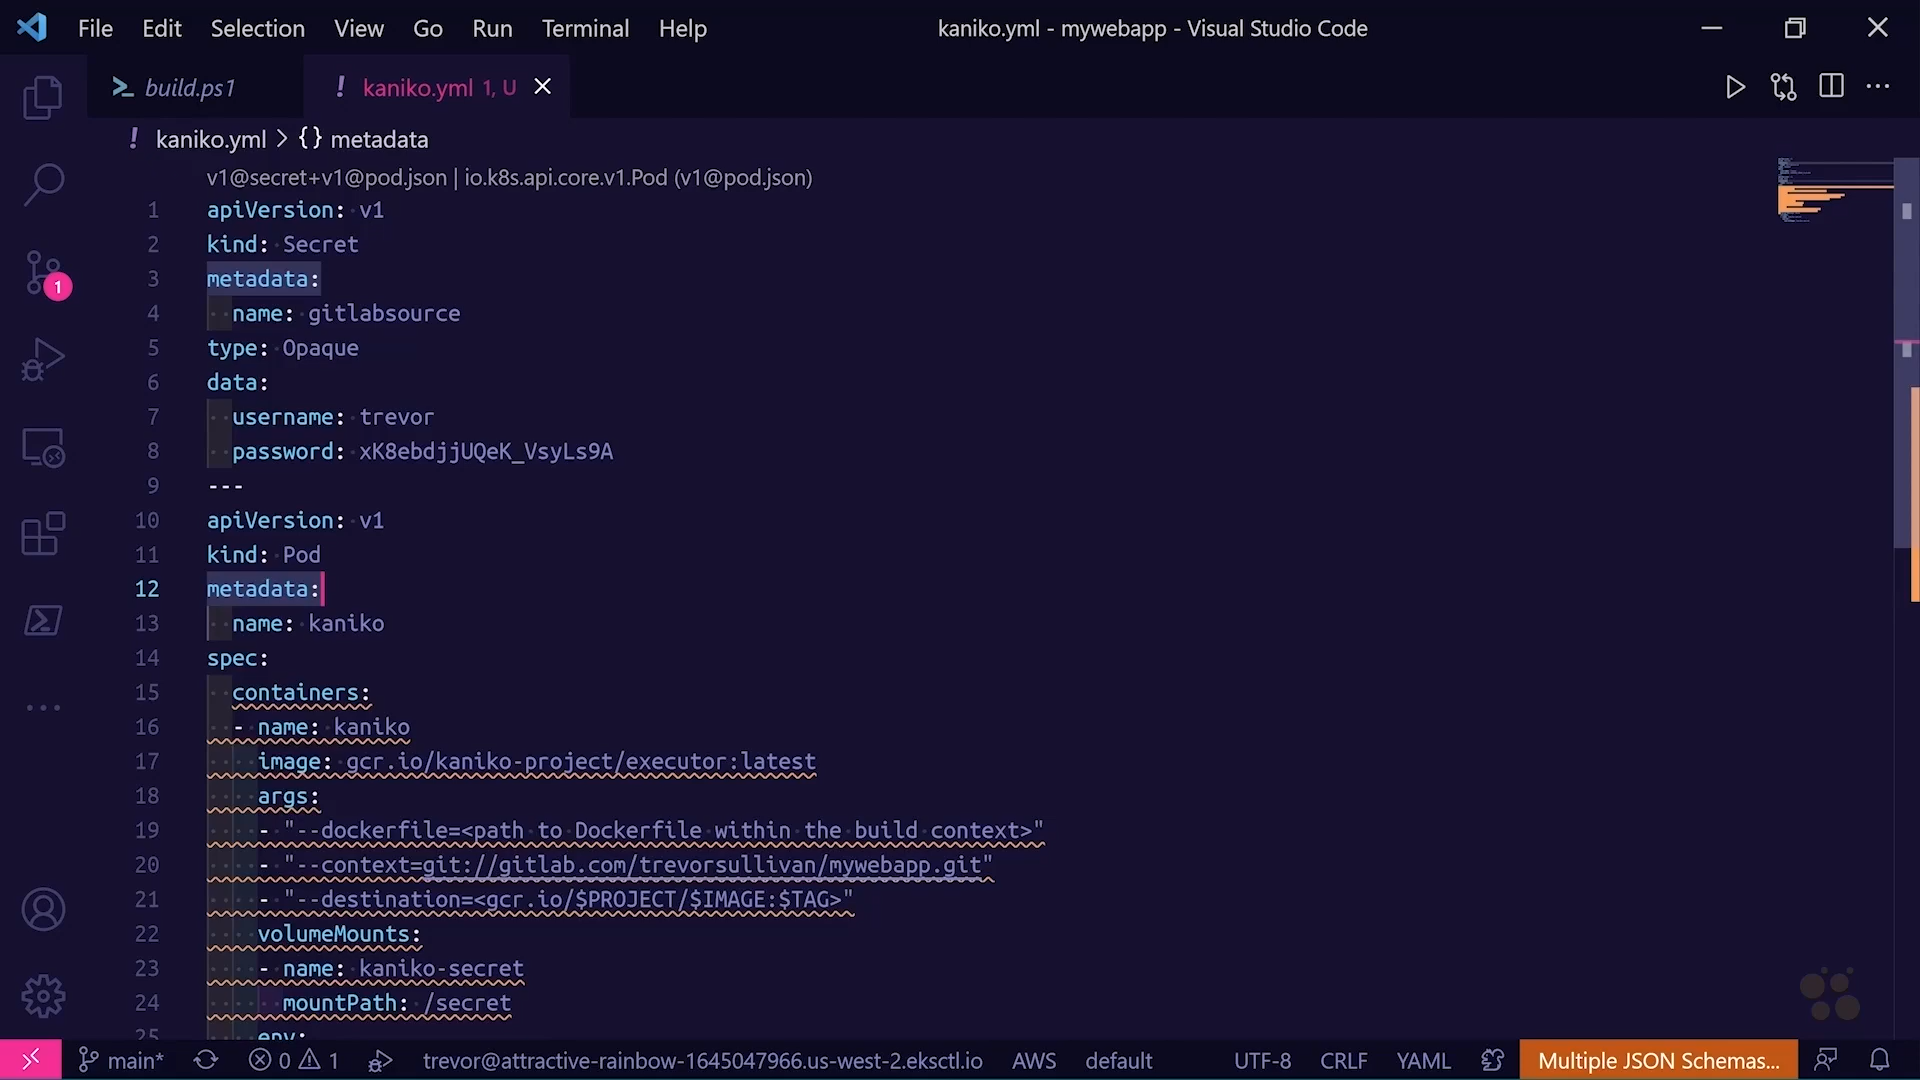 File Edit Selection View Go Run Terminal Help
kaniko.yml - mywebapp - Visual Studio Code
build.ps1
! kaniko.yml 1, U
! kaniko.yml > {} metadata
v1@secret+v1@pod.json | io.k8s.api.core.v1.Pod (v1@pod.json)
1 apiVersion: v1
2 kind: Secret
3 metadata:
4   name: gitlabsource
5 type: Opaque
6 data:
7   username: trevor
8   password: xK8ebdjjUQeK_VsyLs9A
9 ---
10 apiVersion: v1
11 kind: Pod
12 metadata:
13   name: kaniko
14 spec:
15   containers:
16   - name: kaniko
17     image: gcr.io/kaniko-project/executor:latest
18     args:
19     - "--dockerfile=<path to Dockerfile within the build context>"
20     - "--context=git://gitlab.com/trevorsullivan/mywebapp.git"
21     - "--destination=<gcr.io/$PROJECT/$IMAGE:$TAG>"
22     volumeMounts:
23     - name: kaniko-secret
24       mountPath: /secret
25     env:
1
main* 0 1 trevor@attractive-rainbow-1645047966.us-west-2.eksctl.io AWS default UTF-8 CRLF YAML Multiple JSON Schemas...